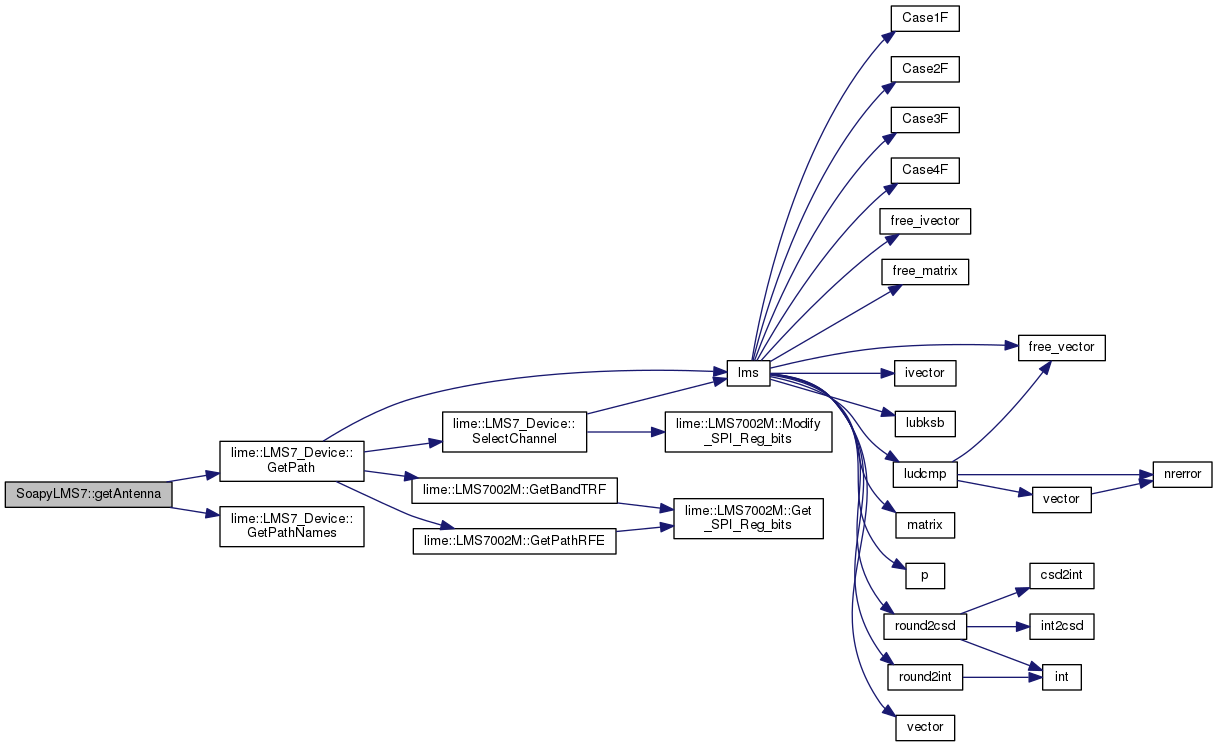 SoapyLMS7::getAntenna
lime::LMS7_Device::
GetPath
lime::LMS7_Device::
GetPathNames
lime::LMS7_Device::
SelectChannel
lime::LMS7002M::GetBandTRF
lime::LMS7002M::GetPathRFE
lms
lime::LMS7002M::Modify
_SPI_Reg_bits
lime::LMS7002M::Get
_SPI_Reg_bits
Case1F
Case2F
Case3F
Case4F
free_ivector
free_matrix
ivector
lubksb
ludcmp
matrix
p
round2csd
round2int
vector
free_vector
vector
csd2int
int2csd
int
nrerror